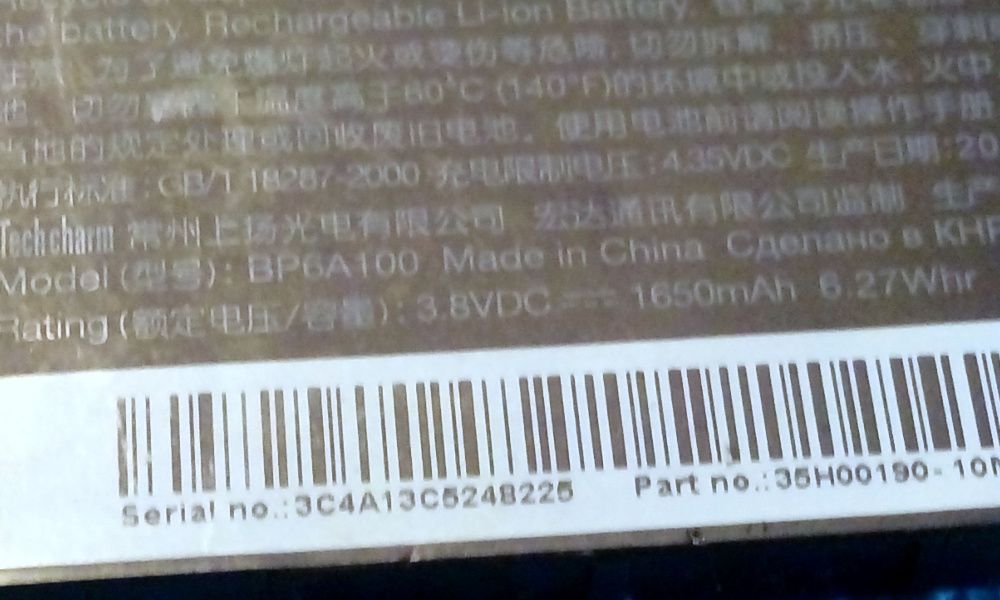 the battery. Rechargeable Li-ion Battery.
为了避免爆炸起火或受伤等危险, 切勿拆解、挤压、
切勿 于60°C (140°F)的环境中或投入水, 火中
当地的规定处理或回收废旧电池。使用电池前请阅读操作手册
执行标准: GB/T 18287-2000 充电限制电压: 4.35VDC 生产日期: 20
Techcharm 常州上扬光电有限公司 宏达通讯有限公司监制 生产
Model (型号): BP6A100 Made in China Сделано в КНР
Rating (额定电压/容量): 3.8VDC ⎓ 1650mAh 6.27Whr
Serial no.: 3C4A13C5248225 Part no.: 35H00190-10M